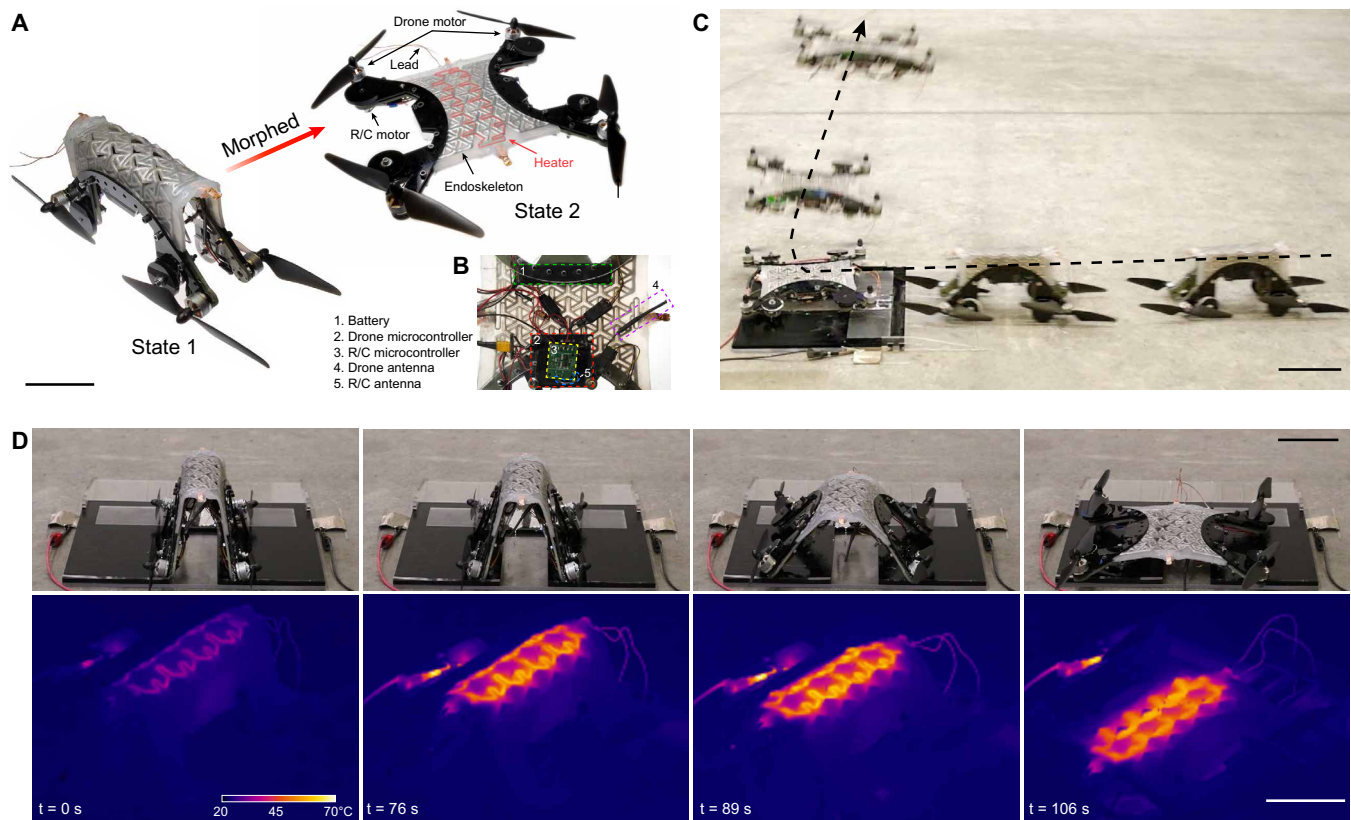 A
Drone motor
Lead
R/C motor
Morphed
Heater
Endoskeleton
State 2
State 1
B
1
2
3
4
5
1. Battery
2. Drone microcontroller
3. R/C microcontroller
4. Drone antenna
5. R/C antenna
C
D
t = 0 s
20 45 70°C
t = 76 s
t = 89 s
t = 106 s